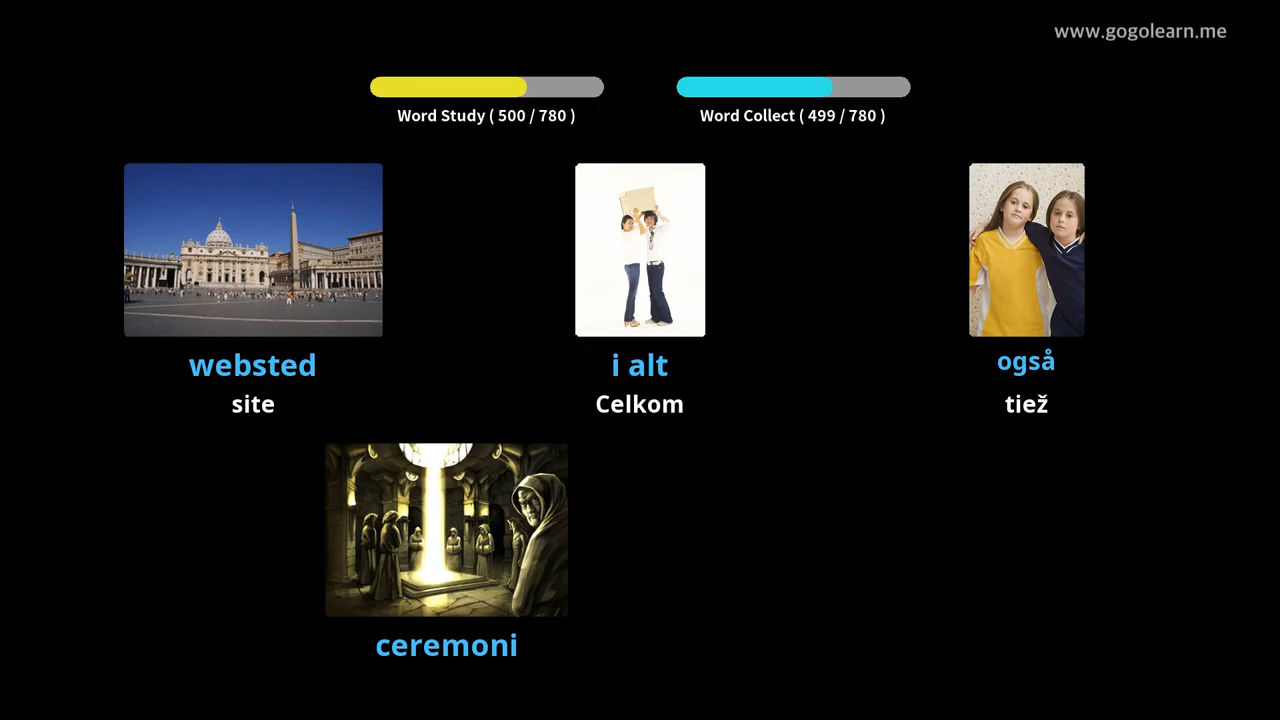 www.gogolearn.me
Word Study ( 500 / 780 )
Word Collect ( 499 / 780 )
websted
i alt
også
site
Celkom
tiež
ceremoni